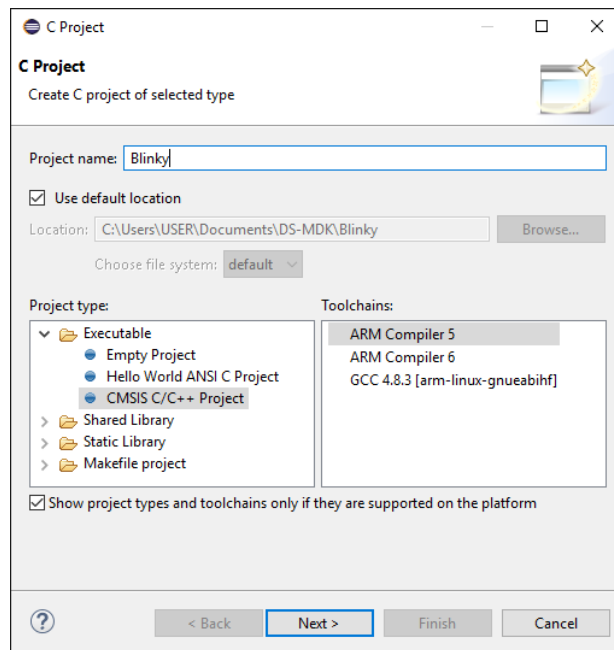 C Project
C Project
Create C project of selected type
Project name: Blinky
Use default location
Location: C:\Users\USER\Documents\DS-MDK\Blinky Browse...
Choose file system: default
Project type: Toolchains:
Executable ARM Compiler 5
Empty Project ARM Compiler 6
Hello World ANSI C Project GCC 4.8.3 [arm-linux-gnueabihf]
CMSIS C/C++ Project
Shared Library
Static Library
Makefile project
Show project types and toolchains only if they are supported on the platform
? < Back Next > Finish Cancel